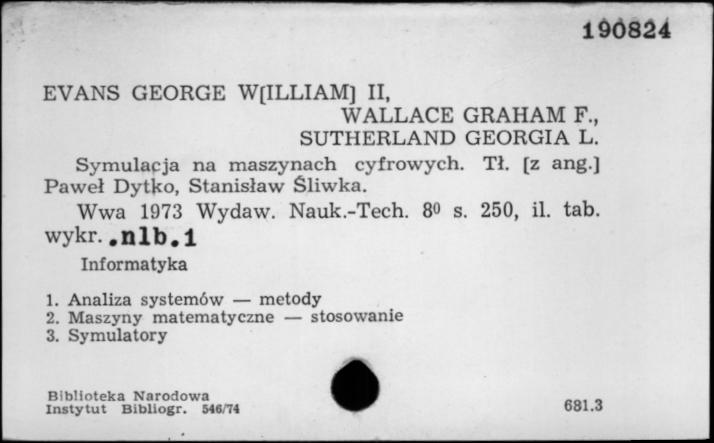 190824
EVANS GEORGE W[ILLIAM] II,
WALLACE GRAHAM F.,
SUTHERLAND GEORGIA L.
Symulacja na maszynach cyfrowych. Tł. [z ang.]
Paweł Dytko, Stanisław Śliwka.
Wwa 1973 Wydaw. Nauk.-Tech. 8⁰ s. 250, il. tab.
wykr. .nlb.1
Informatyka
1. Analiza systemów — metody
2. Maszyny matematyczne — stosowanie
3. Symulatory
Biblioteka Narodowa
Instytut Bibliogr. 546/74
681.3